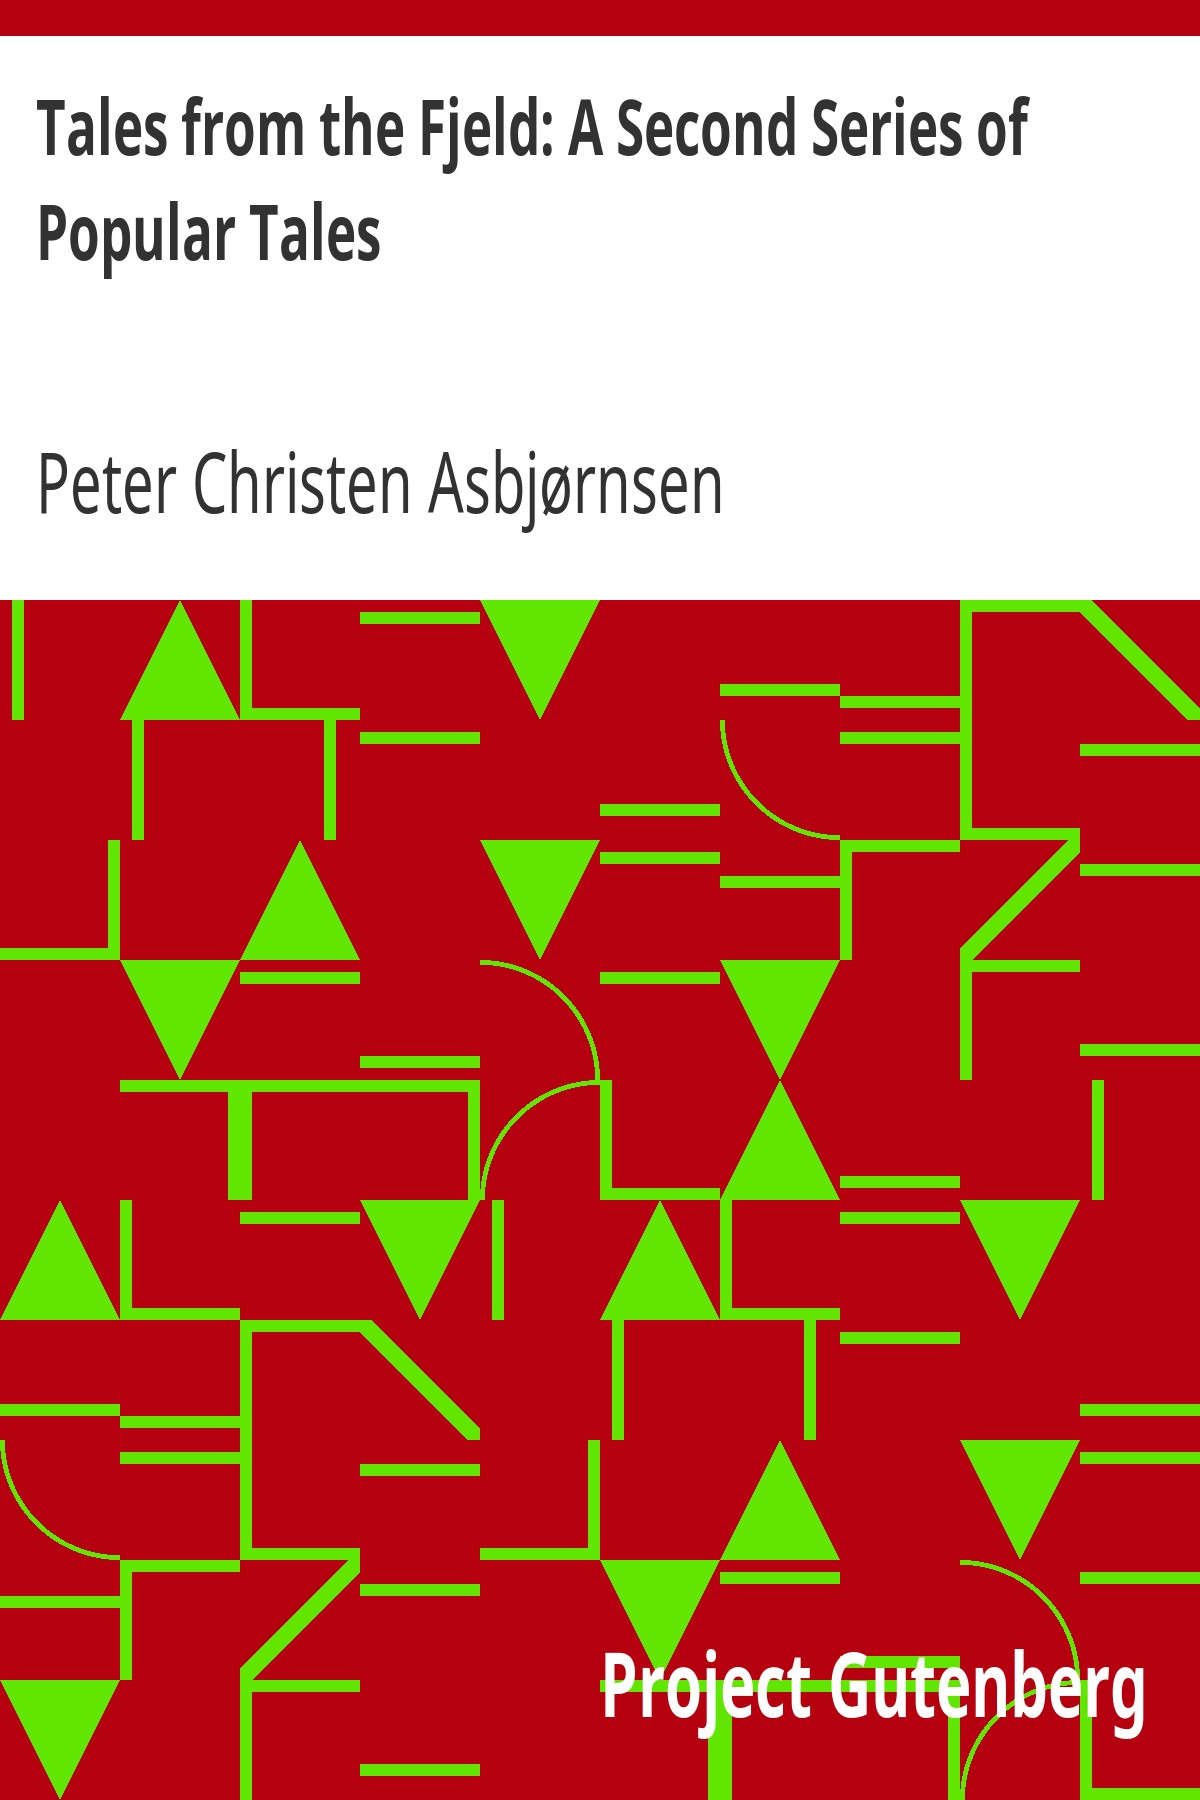 Tales from the Fjeld: A Second Series of
Popular Tales
Peter Christen Asbjørnsen
Project Gutenberg